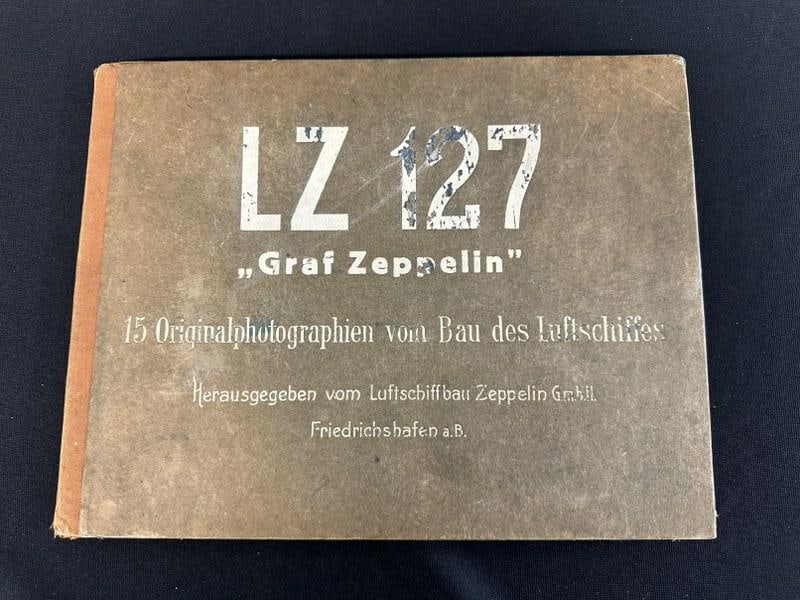 LZ 127
„Graf Zeppelin”
15 Originalphotographien vom Bau des Luftschiffes
Herausgegeben vom Luftschiffbau Zeppelin G.m.b.H.
Friedrichshafen a.B.